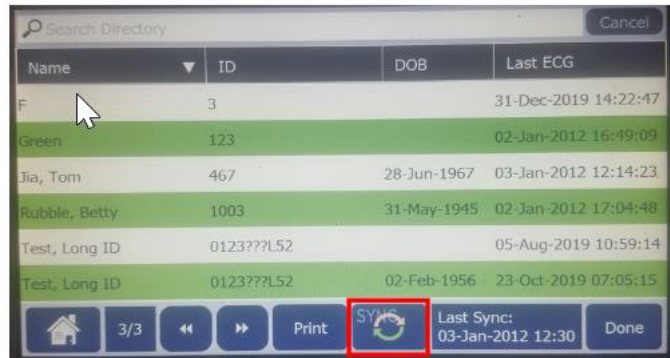 Search Directory Cancel
Name ID DOB Last ECG
F 3 31-Dec-2019 14:22:47
Green 123 02-Jan-2012 16:49:09
Jia, Tom 467 28-Jun-1967 03-Jan-2012 12:14:23
Rubble, Betty 1003 31-May-1945 02-Jan-2012 17:04:48
Test, Long ID 0123???L52 05-Aug-2019 10:59:14
Test, Long ID 0123???L52 02-Feb-1956 23-Oct-2019 07:05:15
3/3 Print SYNC Last Sync: Done
03-Jan-2012 12:30